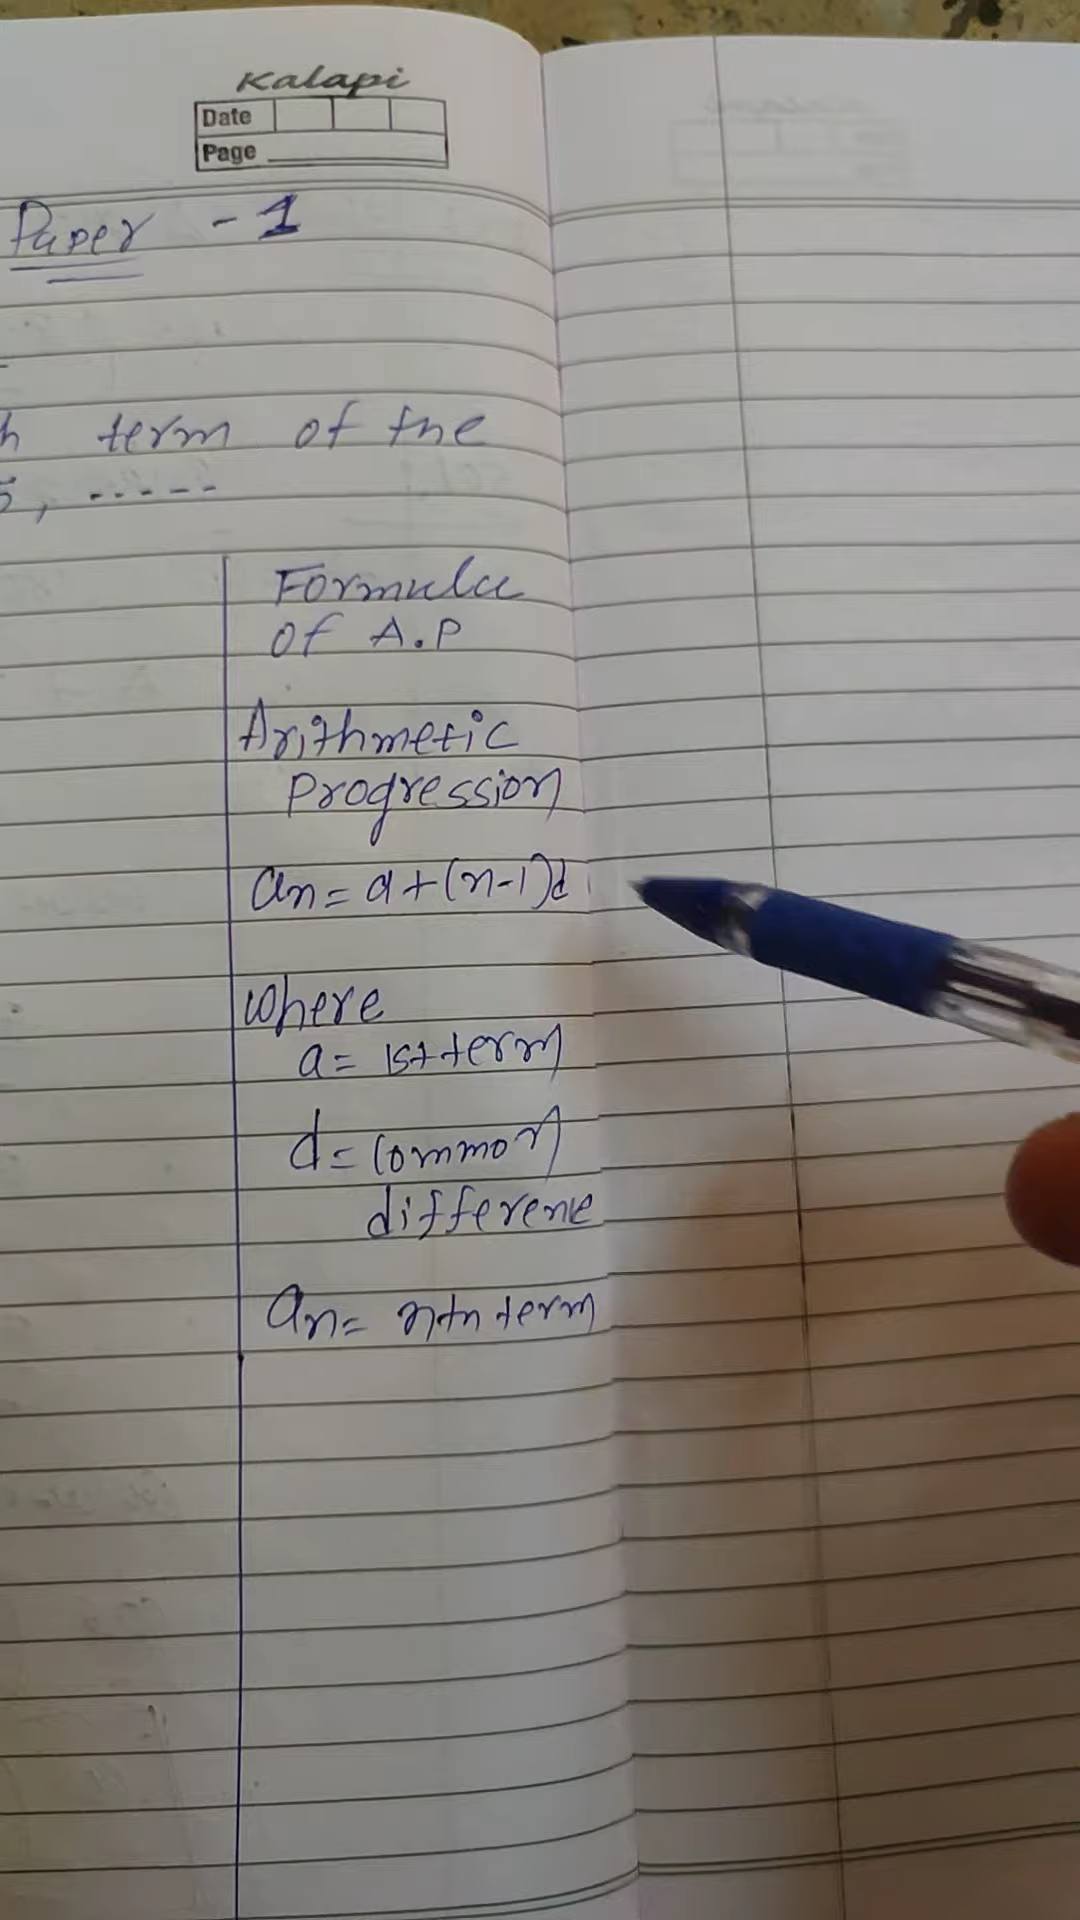 Kalapi
Date
Page
Paper - 1
term of the
5, -----
Formula
of A.P
Arithmetic
Progression
an = a + (n-1)d
where
a = 1st term
d = common
difference
an = nth term